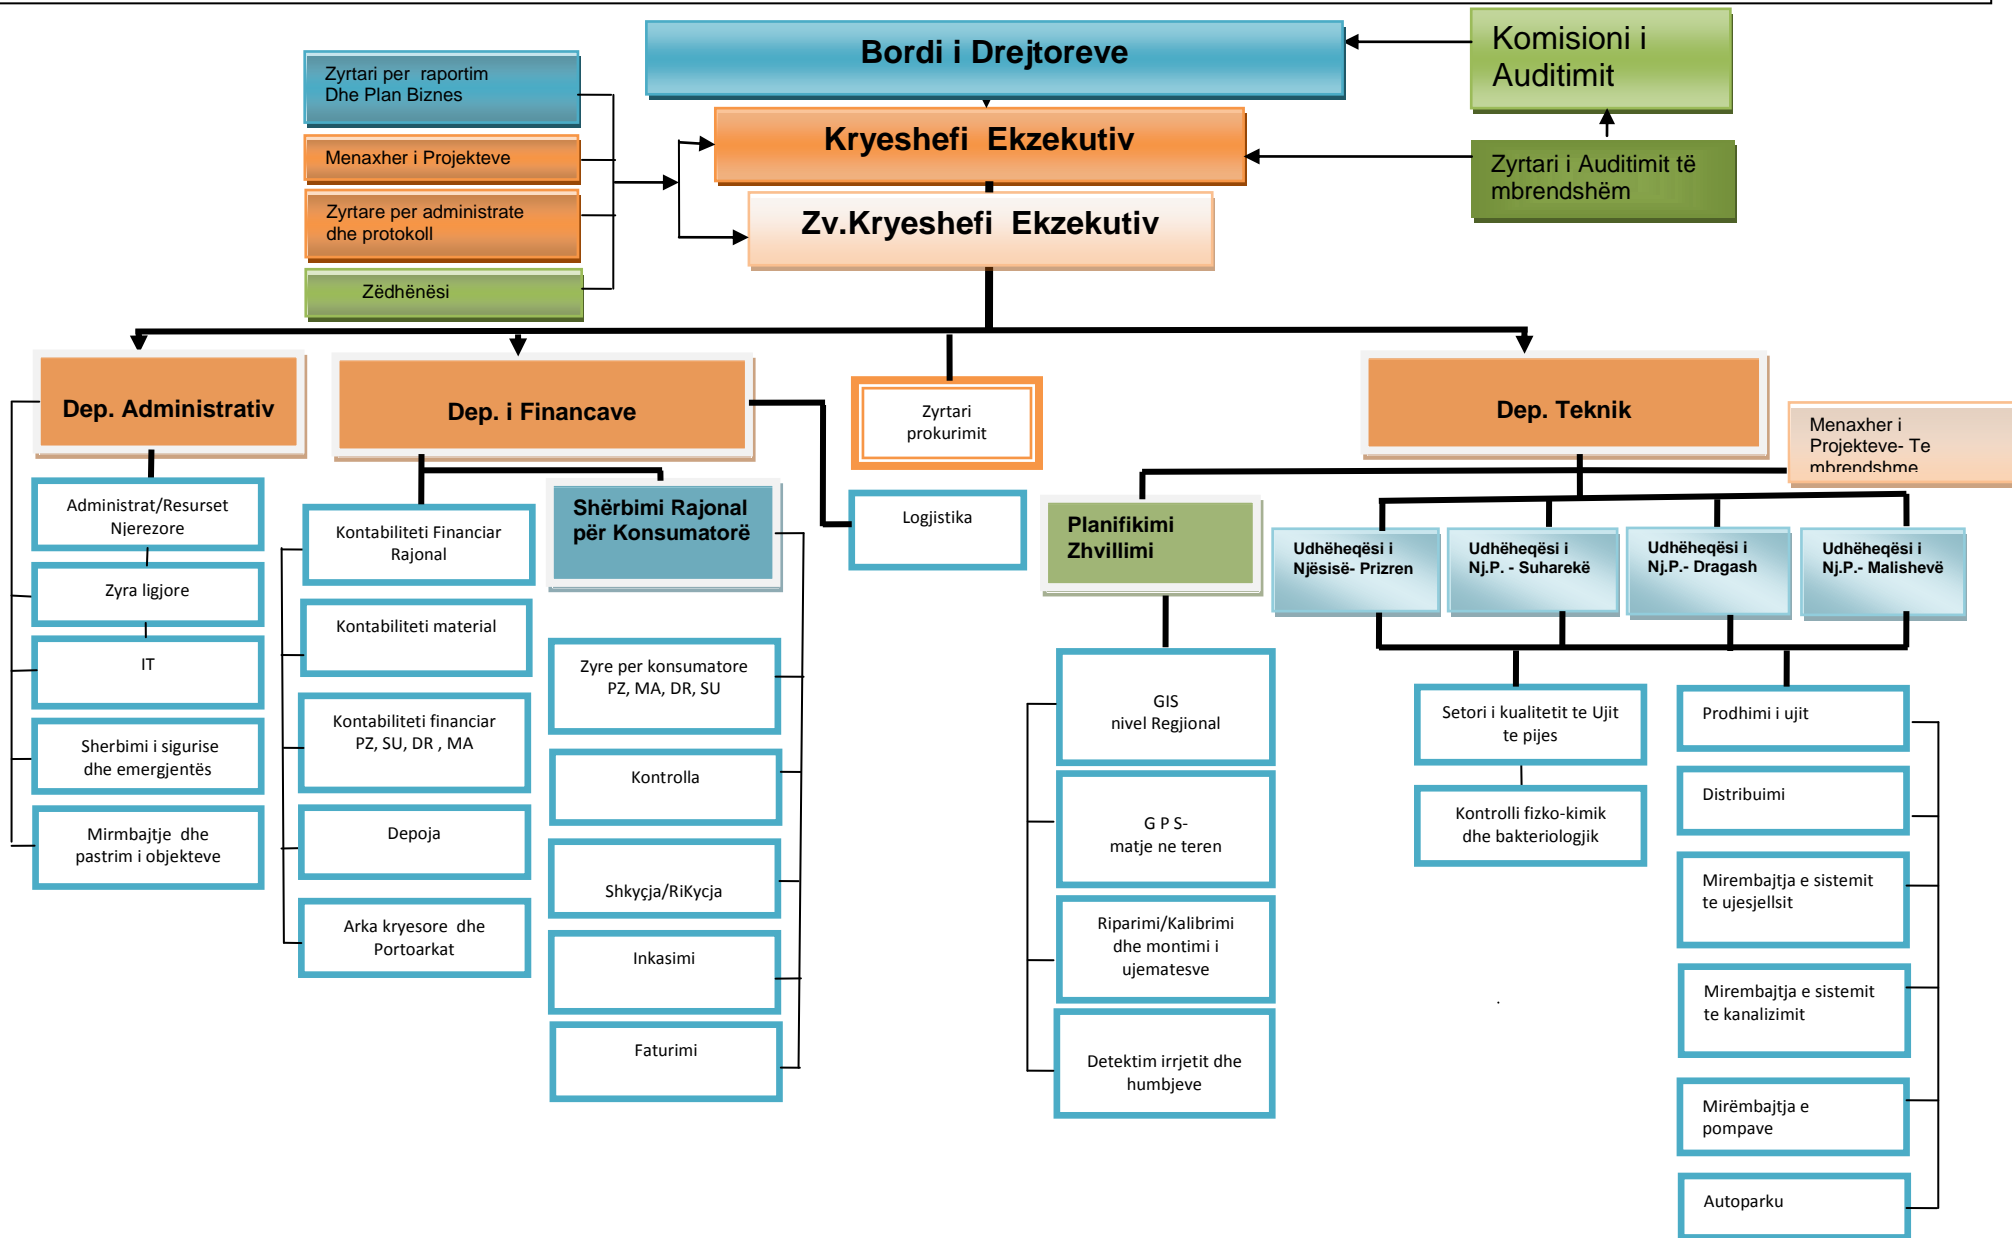 Bordi i Drejtoreve
Komisioni i
Auditimit
Zyrtari per raportim
Dhe Plan Biznes
Kryeshefi Ekzekutiv
Menaxher i Projekteve
Zyrtari i Auditimit të
mbrendshëm
Zyrtare per administrate
dhe protokoll
Zv.Kryeshefi Ekzekutiv
Zëdhënësi
Dep. Administrativ
Dep. i Financave
Zyrtari
prokurimit
Dep. Teknik
Menaxher i
Projekteve- Te
mbrendshme
Administrat/Resurset
Njerezore
Zyra ligjore
IT
Sherbimi i sigurise
dhe emergjentës
Mirmbajtje dhe
pastrim i objekteve
Kontabiliteti Financiar
Rajonal
Kontabiliteti material
Kontabiliteti financiar
PZ, SU, DR , MA
Depoja
Arka kryesore dhe
Portoarkat
Shërbimi Rajonal
për Konsumatorë
Zyre per konsumatore
PZ, MA, DR, SU
Kontrolla
Shkyçja/RiKycja
Inkasimi
Faturimi
Logjistika
Planifikimi
Zhvillimi
GIS
nivel Regjional
G P S-
matje ne teren
Riparimi/Kalibrimi
dhe montimi i
ujematesve
Detektim irrjetit dhe
humbjeve
Udhëheqësi i
Njësisë- Prizren
Udhëheqësi i
Nj.P. - Suharekë
Udhëheqësi i
Nj.P.- Dragash
Udhëheqësi i
Nj.P.- Malishevë
Setori i kualitetit te Ujit
te pijes
Kontrolli fizko-kimik
dhe bakteriologjik
Prodhimi i ujit
Distribuimi
Mirembajtja e sistemit
te ujesjellsit
Mirembajtja e sistemit
te kanalizimit
Mirëmbajtja e
pompave
Autoparku